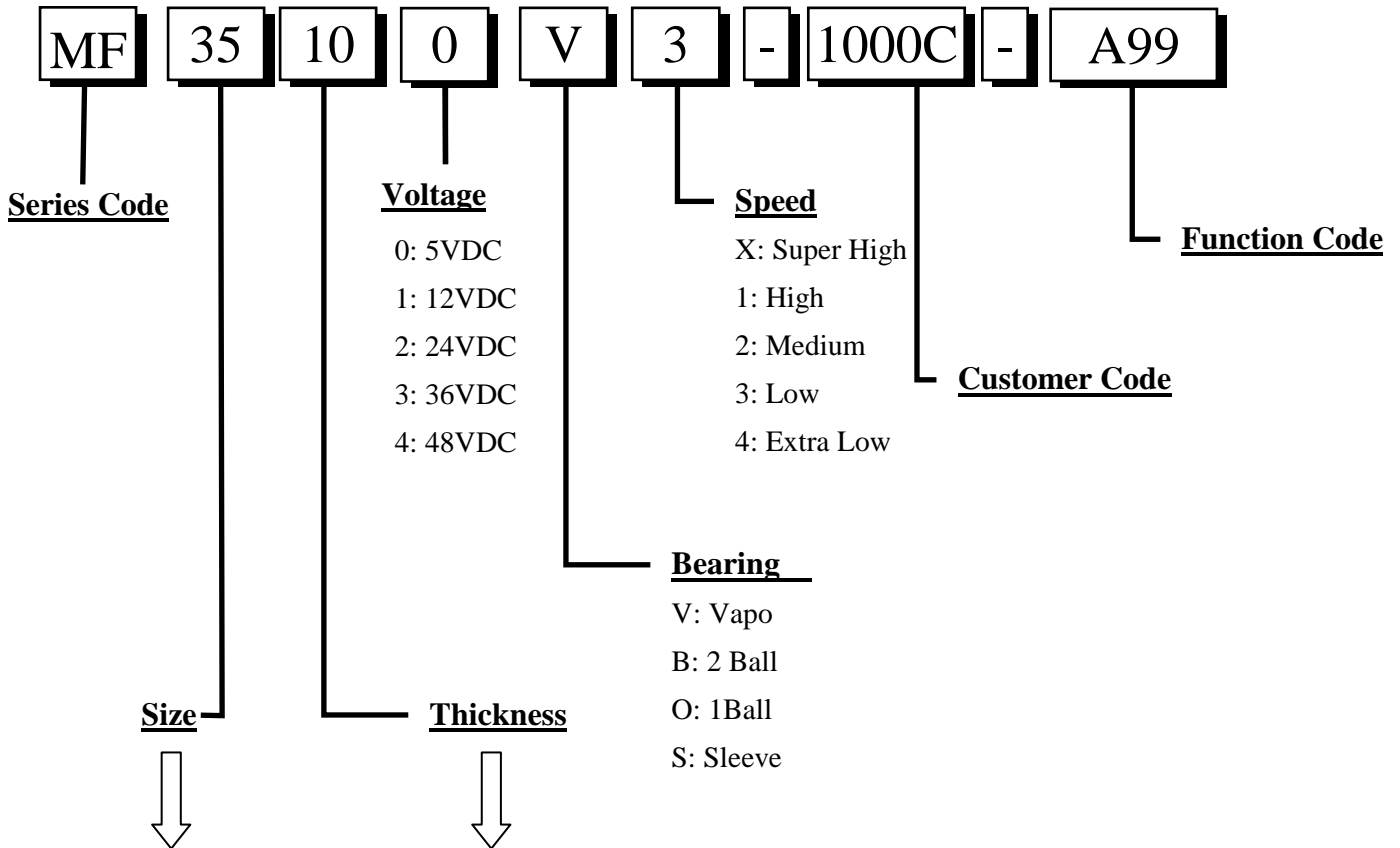 MF 35 10 0 V 3 - 1000C - A99
Series Code
Voltage
0: 5VDC
1: 12VDC
2: 24VDC
3: 36VDC
4: 48VDC
Speed
X: Super High
1: High
2: Medium
3: Low
4: Extra Low
Function Code
Customer Code
Bearing
V: Vapo
B: 2 Ball
O: 1Ball
S: Sleeve
Size
Thickness